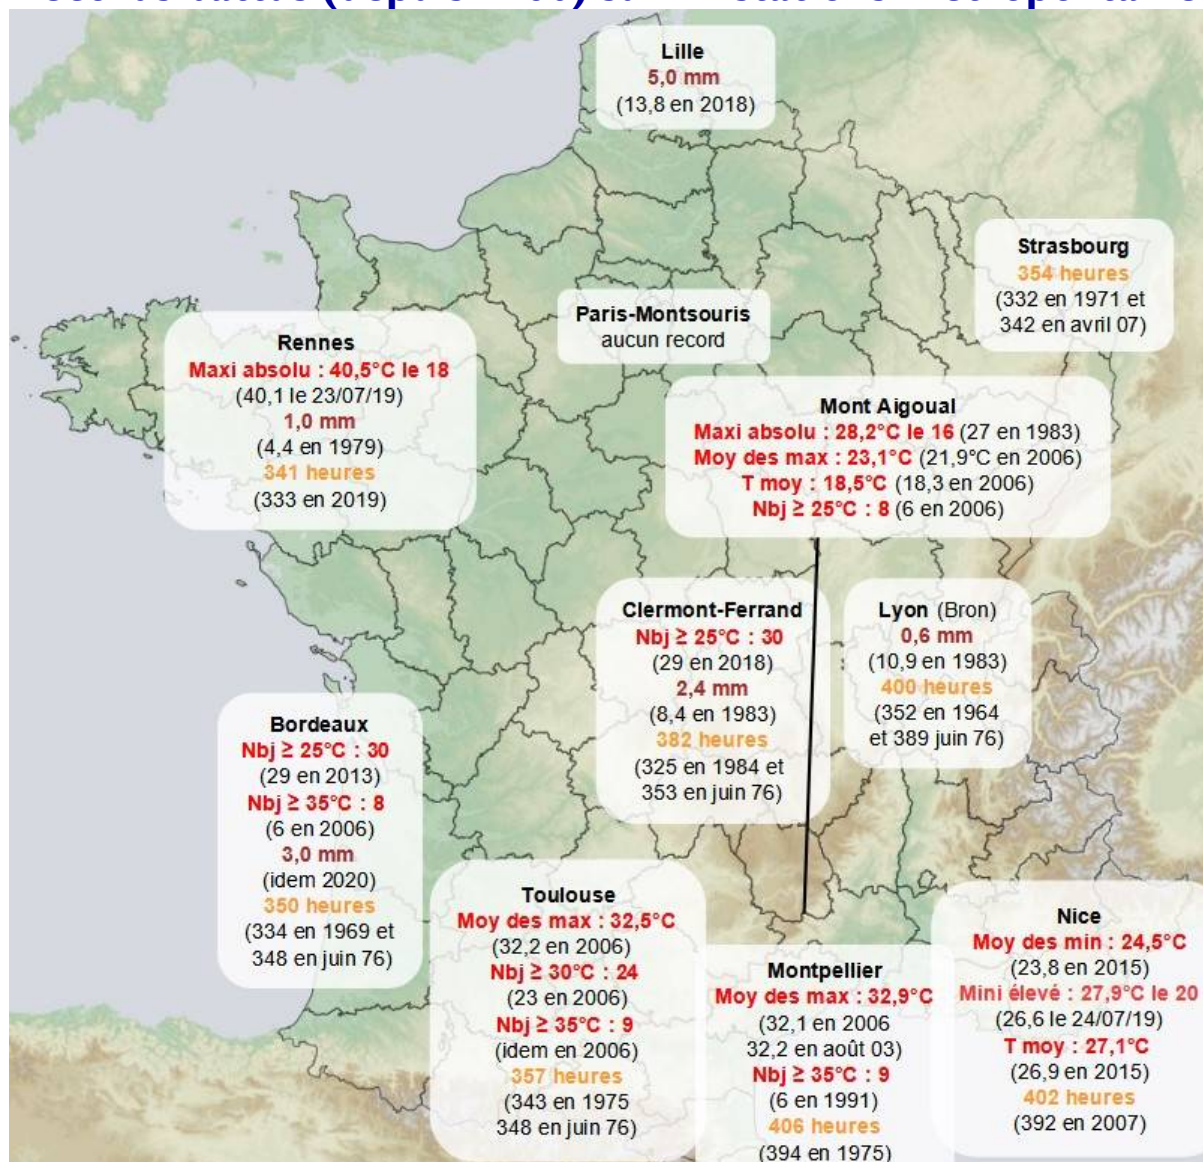 Lille
5,0 mm
(13,8 en 2018)
Strasbourg
354 heures
(332 en 1971 et
342 en avril 07)
Paris-Montsouris
aucun record
Rennes
Maxi absolu : 40,5°C le 18
(40,1 le 23/07/19)
1,0 mm
(4,4 en 1979)
341 heures
(333 en 2019)
Mont Aigoual
Maxi absolu : 28,2°C le 16 (27 en 1983)
Moy des max : 23,1°C (21,9°C en 2006)
T moy : 18,5°C (18,3 en 2006)
Nbj ≥ 25°C : 8 (6 en 2006)
Clermont-Ferrand
Nbj ≥ 25°C : 30
(29 en 2018)
2,4 mm
(8,4 en 1983)
382 heures
(325 en 1984 et
353 en juin 76)
Lyon (Bron)
0,6 mm
(10,9 en 1983)
400 heures
(352 en 1964
et 389 juin 76)
Bordeaux
Nbj ≥ 25°C : 30
(29 en 2013)
Nbj ≥ 35°C : 8
(6 en 2006)
3,0 mm
(idem 2020)
350 heures
(334 en 1969 et
348 en juin 76)
Toulouse
Moy des max : 32,5°C
(32,2 en 2006)
Nbj ≥ 30°C : 24
(23 en 2006)
Nbj ≥ 35°C : 9
(idem en 2006)
357 heures
(343 en 1975
348 en juin 76)
Montpellier
Moy des max : 32,9°C
(32,1 en 2006
32,2 en août 03)
Nbj ≥ 35°C : 9
(6 en 1991)
406 heures
(394 en 1975)
Nice
Moy des min : 24,5°C
(23,8 en 2015)
Mini élevé : 27,9°C le 20
(26,6 le 24/07/19)
T moy : 27,1°C
(26,9 en 2015)
402 heures
(392 en 2007)